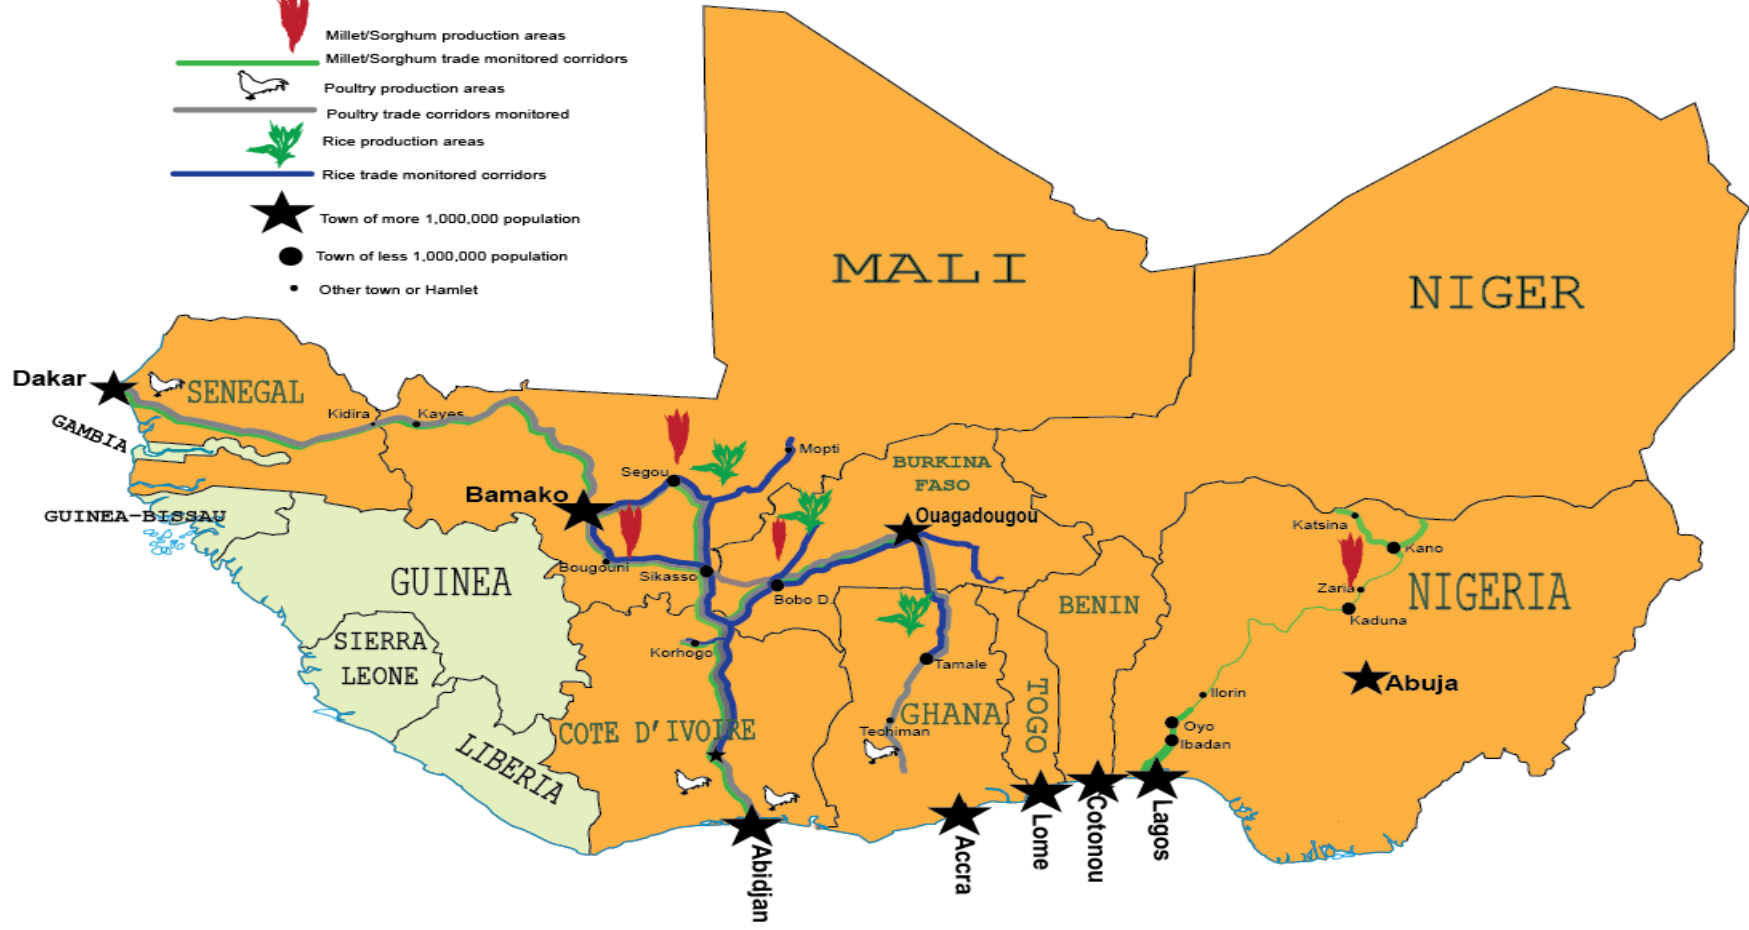 Millet/Sorghum production areas
Millet/Sorghum trade monitored corridors
Poultry production areas
Poultry trade corridors monitored
Rice production areas
Rice trade monitored corridors
Town of more 1,000,000 population
Town of less 1,000,000 population
Other town or Hamlet
MALI
NIGER
Dakar
SENEGAL
Kidira
Kayes
GAMBIA
Mopti
Segou
BURKINA
FASO
Bamako
GUINEA-BISSAU
Ouagadougou
Katsina
Kano
Bougouni
Sikasso
GUINEA
Bobo D.
Zaria
NIGERIA
BENIN
Kaduna
SIERRA
LEONE
Korhogo
Tamale
Abuja
Ilorin
TOGO
GHANA
COTE D'IVOIRE
Techiman
Oyo
Ibadan
LIBERIA
Abidjan
Accra
Lome
Cotonou
Lagos